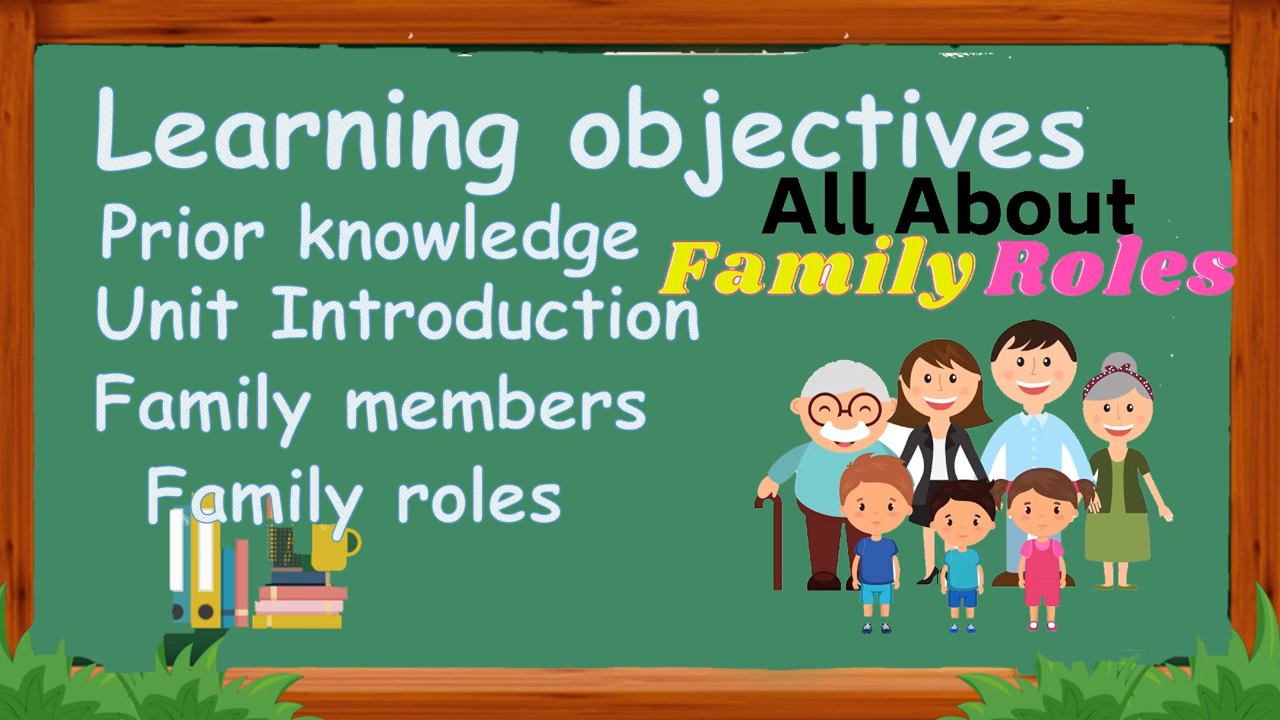 Learning objectives
Prior knowledge
Unit Introduction
Family members
Family roles
All About
Family Roles